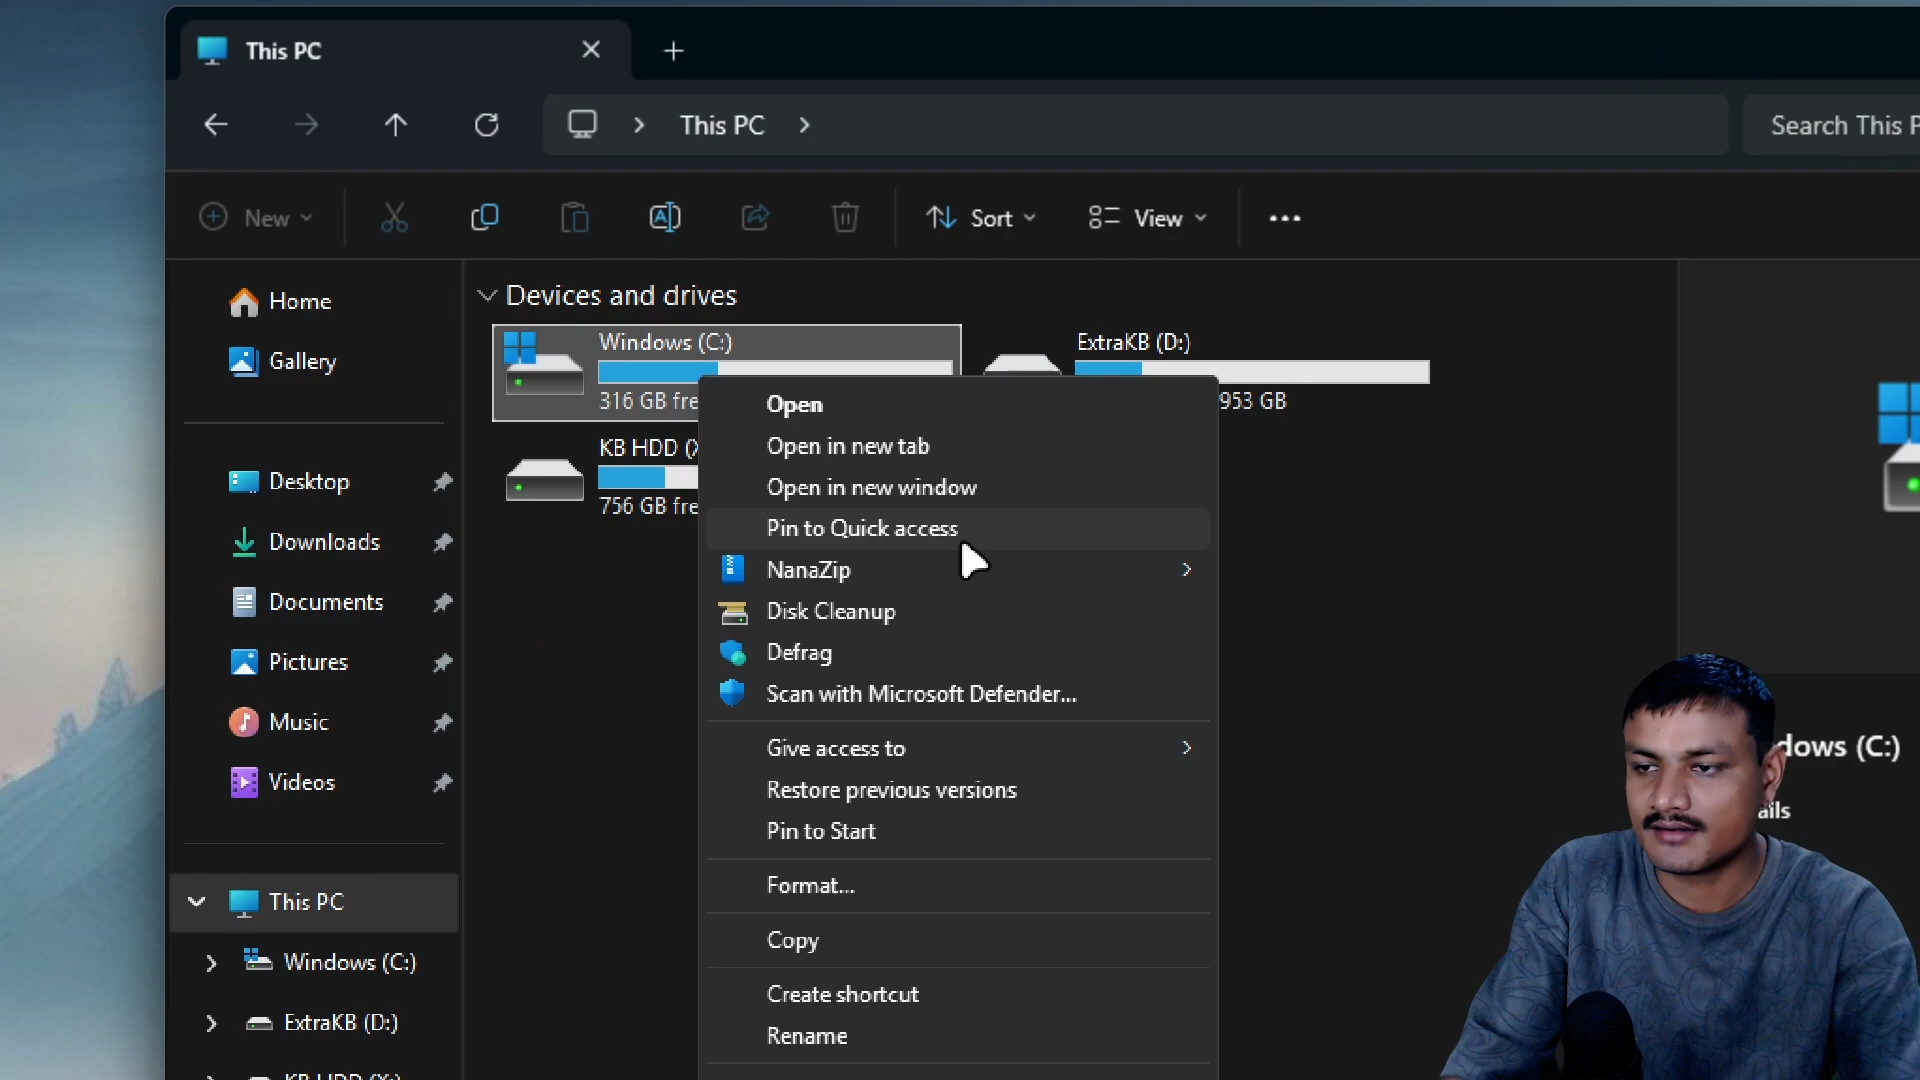 This PC
This PC
Search This P
New
Sort
View
Home
Gallery
Desktop
Downloads
Documents
Pictures
Music
Videos
This PC
Windows (C:)
ExtraKB (D:)
KB HDD (X:)
Devices and drives
Windows (C:)
316 GB fre
ExtraKB (D:)
953 GB
KB HDD (X
756 GB fre
Open
Open in new tab
Open in new window
Pin to Quick access
NanaZip
Disk Cleanup
Defrag
Scan with Microsoft Defender...
Give access to
Restore previous versions
Pin to Start
Format...
Copy
Create shortcut
Rename
dows (C:)
ails